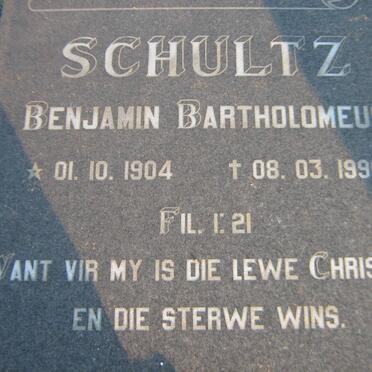 SCHULTZ
BENJAMIN BARTHOLOMEU
☆ 01. 10. 1904 ✝ 08. 03. 199
FIL. 1: 21
WANT VIR MY IS DIE LEWE CHRIS
EN DIE STERWE WINS.